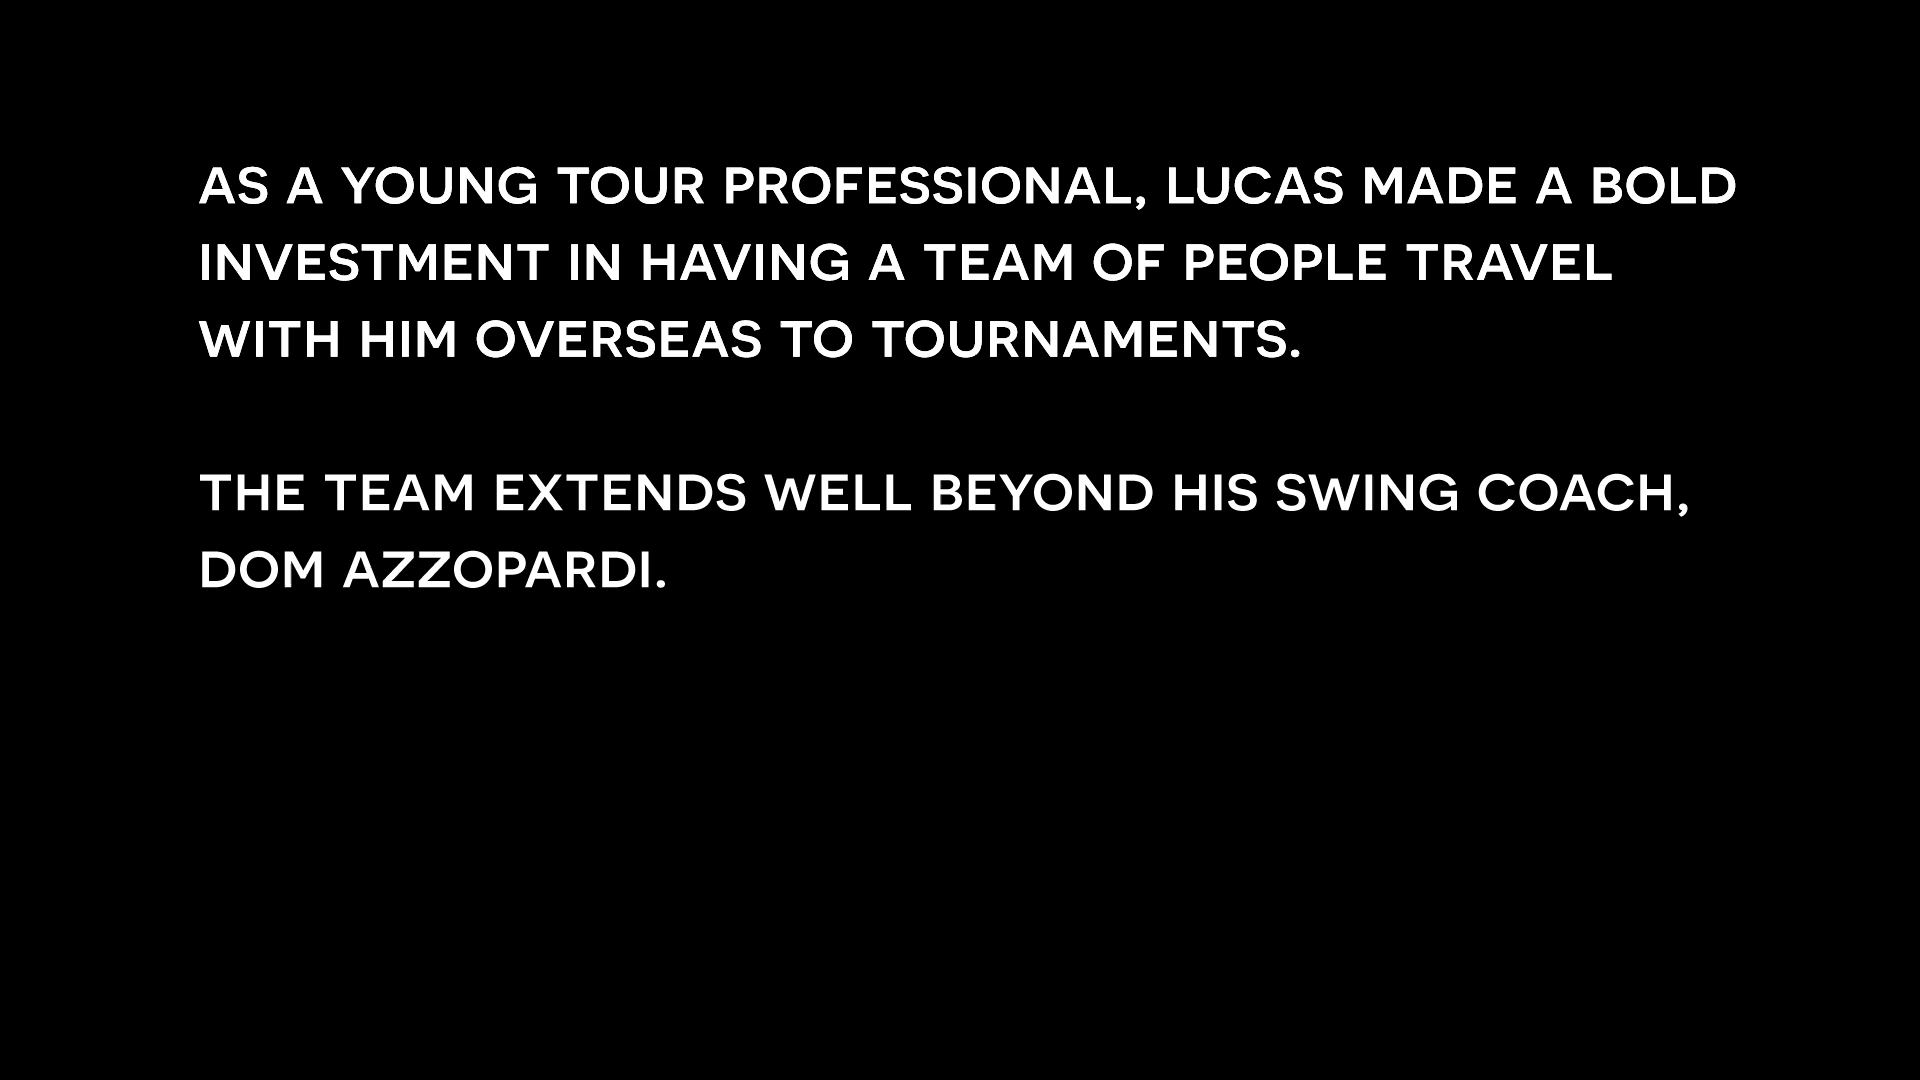 AS A YOUNG TOUR PROFESSIONAL, LUCAS MADE A BOLD
INVESTMENT IN HAVING A TEAM OF PEOPLE TRAVEL
WITH HIM OVERSEAS TO TOURNAMENTS.
THE TEAM EXTENDS WELL BEYOND HIS SWING COACH,
DOM AZZOPARDI.